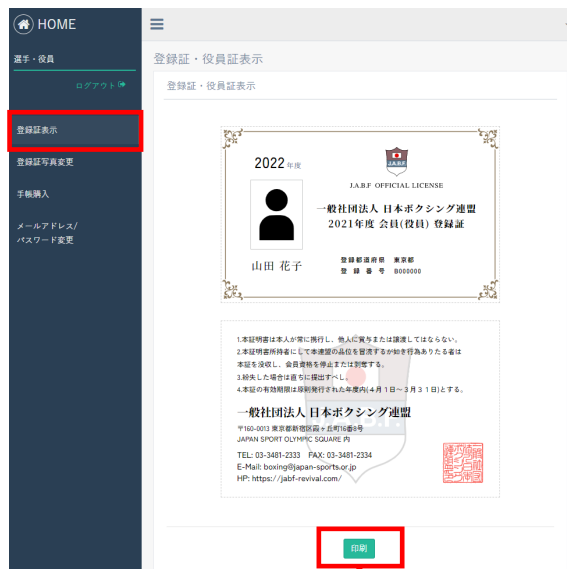 HOME
選手・役員
ログアウト
登録証表示
登録証写真変更
手帳購入
メールアドレス/
パスワード変更
登録証・役員証表示
登録証・役員証表示
2022 年度
J.A.B.F
J.A.B.F OFFICIAL LICENSE
一般社団法人 日本ボクシング連盟
2021年度 会員(役員) 登録証
山田 花子
登録都道府県 東京都
登録番号 B000000
1.本証明書は本人が常に携行し、他人に貸与または譲渡してはならない。
2.本証明書所持者にして本連盟の品位を冒涜するが如き行為ありたる者は
本証を没収し、会員資格を停止または剥奪する。
3.紛失した場合は直ちに提出すべし。
4.本証の有効期限は原則発行された年度内(4月1日~3月31日)とする。
一般社団法人 日本ボクシング連盟
〒160-0013 東京都新宿区霞ヶ丘町16番8号
JAPAN SPORT OLYMPIC SQUARE 内
TEL: 03-3481-2333 FAX: 03-3481-2334
E-Mail: boxing@japan-sports.or.jp
HP: https://jabf-revival.com/
印刷